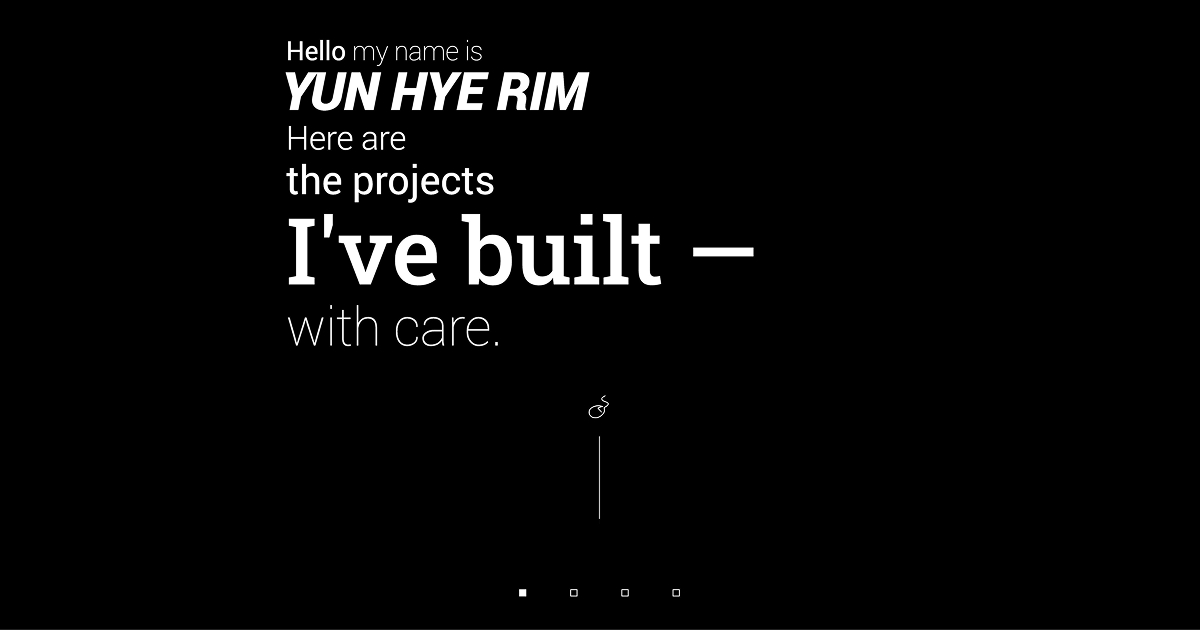 Hello my name is
YUN HYE RIM
Here are
the projects
I've built —
with care.